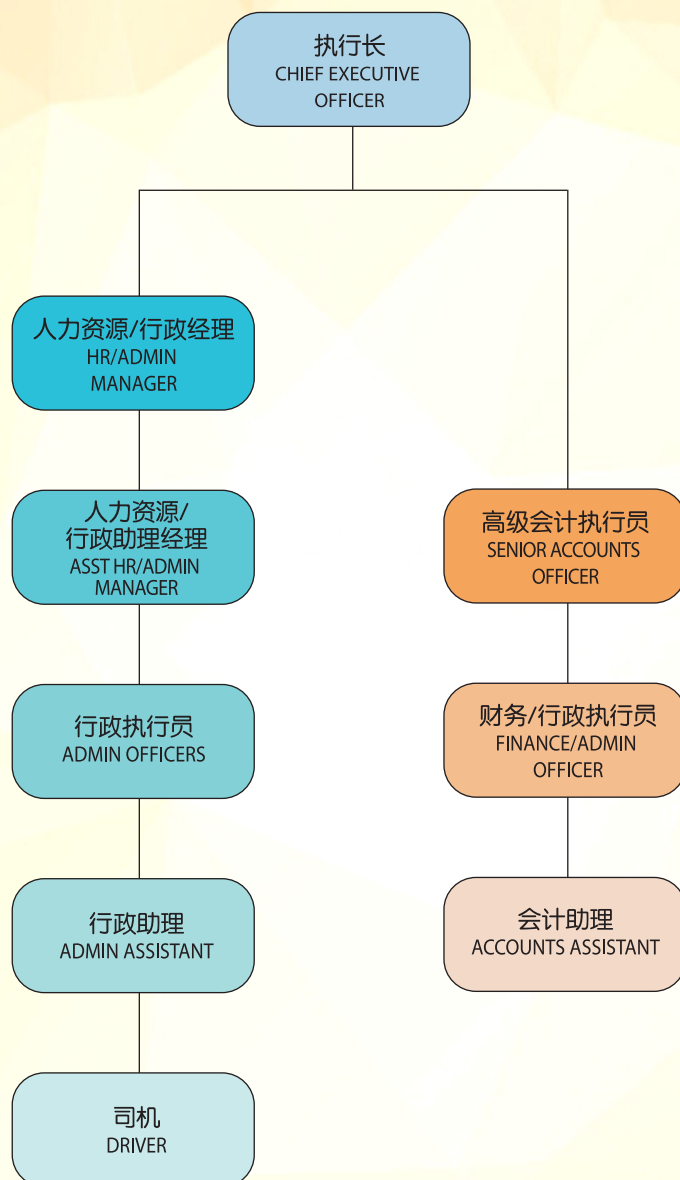 执行长
CHIEF EXECUTIVE
OFFICER
人力资源/行政经理
HR/ADMIN
MANAGER
人力资源/
行政助理经理
ASST HR/ADMIN
MANAGER
高级会计执行员
SENIOR ACCOUNTS
OFFICER
行政执行员
ADMIN OFFICERS
财务/行政执行员
FINANCE/ADMIN
OFFICER
行政助理
ADMIN ASSISTANT
会计助理
ACCOUNTS ASSISTANT
司机
DRIVER